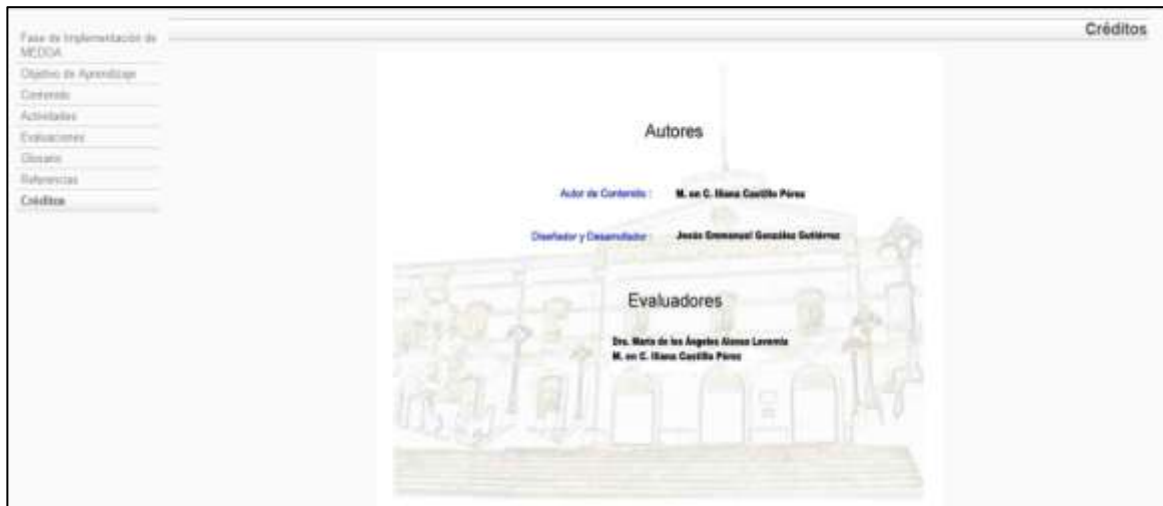 Créditos
Fase de Implementación de
MEDOA
Objetivo de Aprendizaje
Contenido
Actividades
Evaluaciones
Glosario
Referencias
Créditos
Autores
Autor de Contenido : M. en C. Iliana Castillo Pérez
Diseñador y Desarrollador : Jesús Emmanuel González Gutiérrez
Evaluadores
Dra. María de los Ángeles Alonso Lavernia
M. en C. Iliana Castillo Pérez